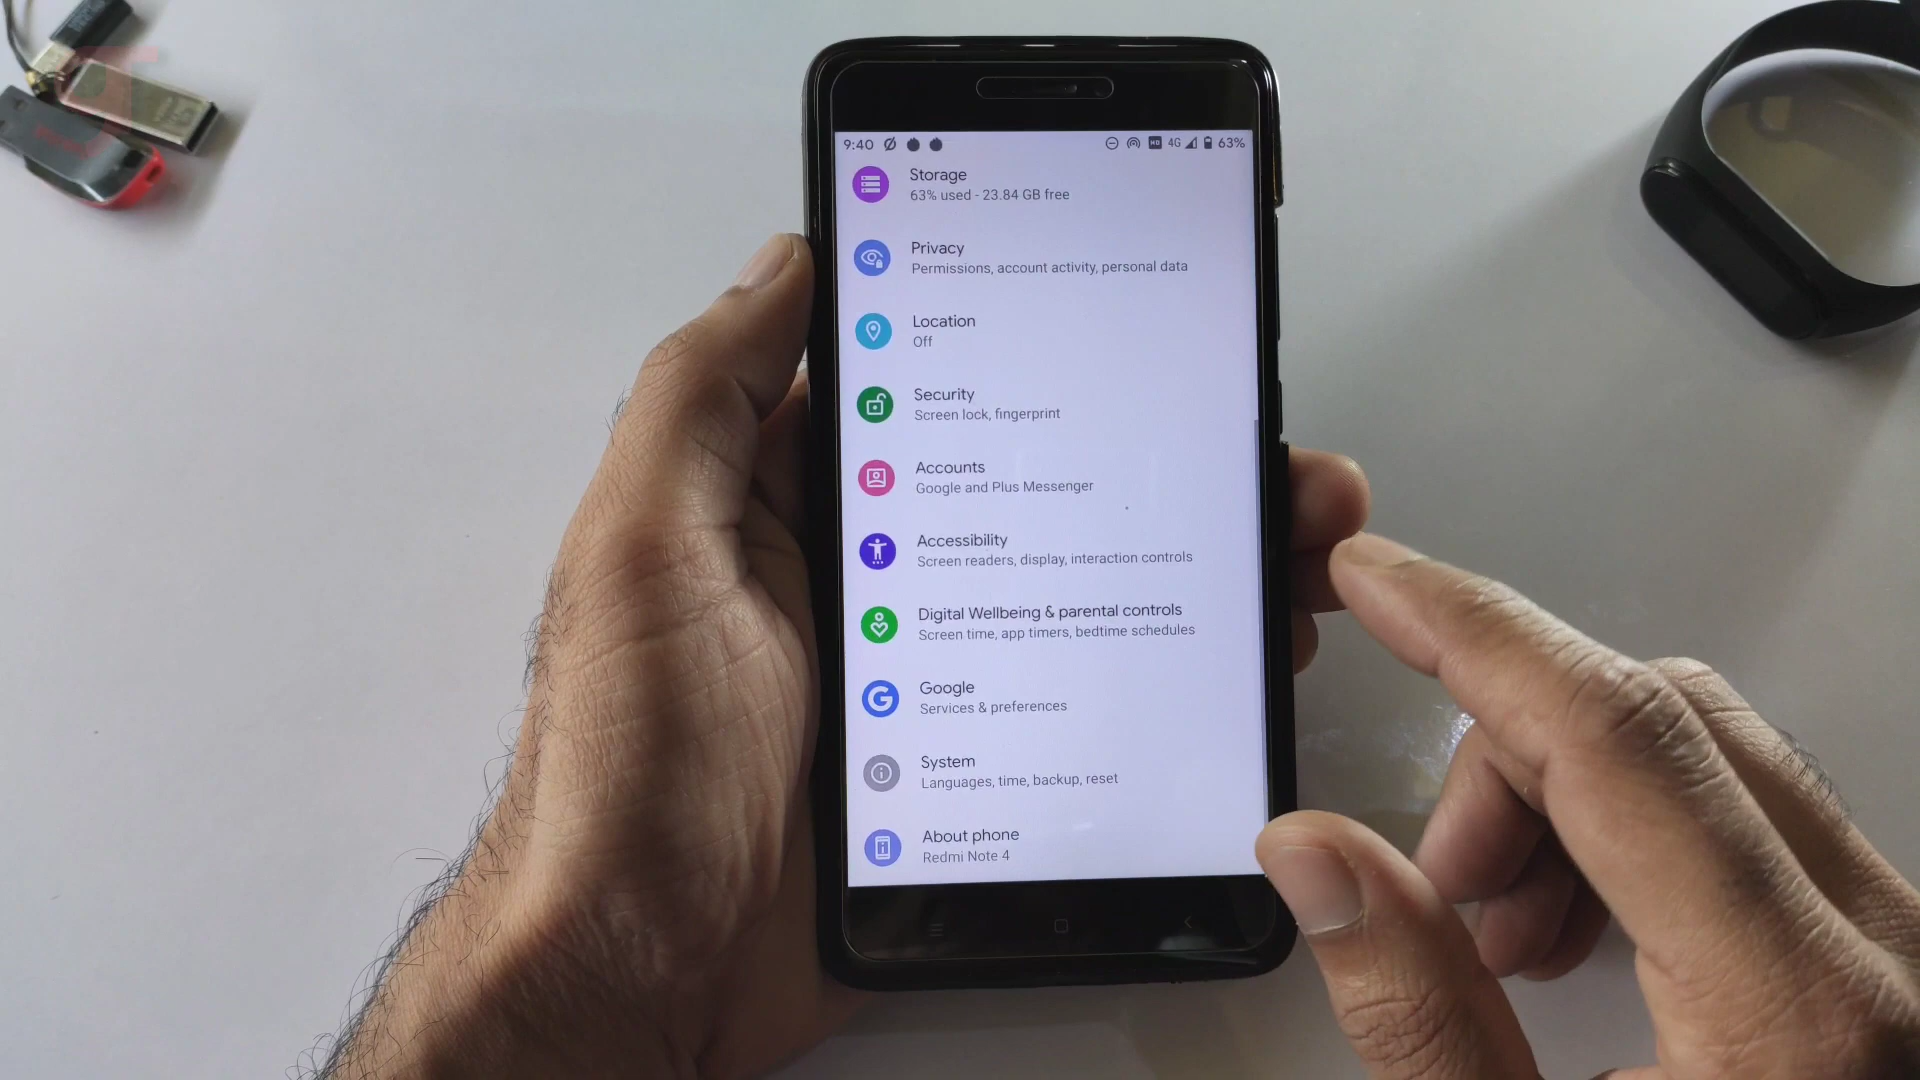 9:40 4G 63%
Storage
63% used - 23.84 GB free
Privacy
Permissions, account activity, personal data
Location
Off
Security
Screen lock, fingerprint
Accounts
Google and Plus Messenger
Accessibility
Screen readers, display, interaction controls
Digital Wellbeing & parental controls
Screen time, app timers, bedtime schedules
Google
Services & preferences
System
Languages, time, backup, reset
About phone
Redmi Note 4